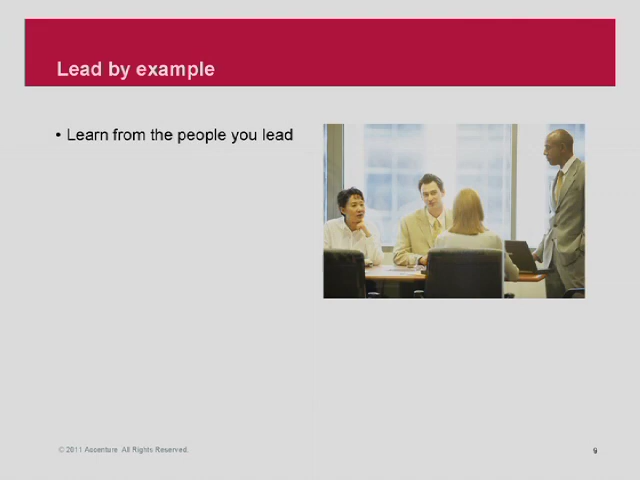 Lead by example
• Learn from the people you lead
© 2011 Accenture All Rights Reserved.
9